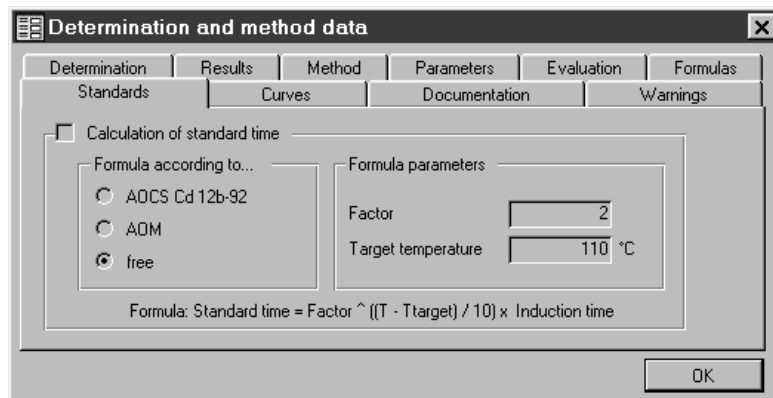 Determination and method data
Determination Results Method Parameters Evaluation Formulas
Standards Curves Documentation Warnings
Calculation of standard time
Formula according to...
AOCS Cd 12b-92
AOM
free
Formula parameters
Factor 2
Target temperature 110 °C
Formula: Standard time = Factor ^ ((T - Ttarget) / 10) x Induction time
OK